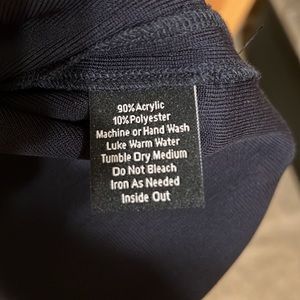 90% Acrylic
10% Polyester
Machine or Hand Wash
Luke Warm Water
Tumble Dry Medium
Do Not Bleach
Iron As Needed
Inside Out